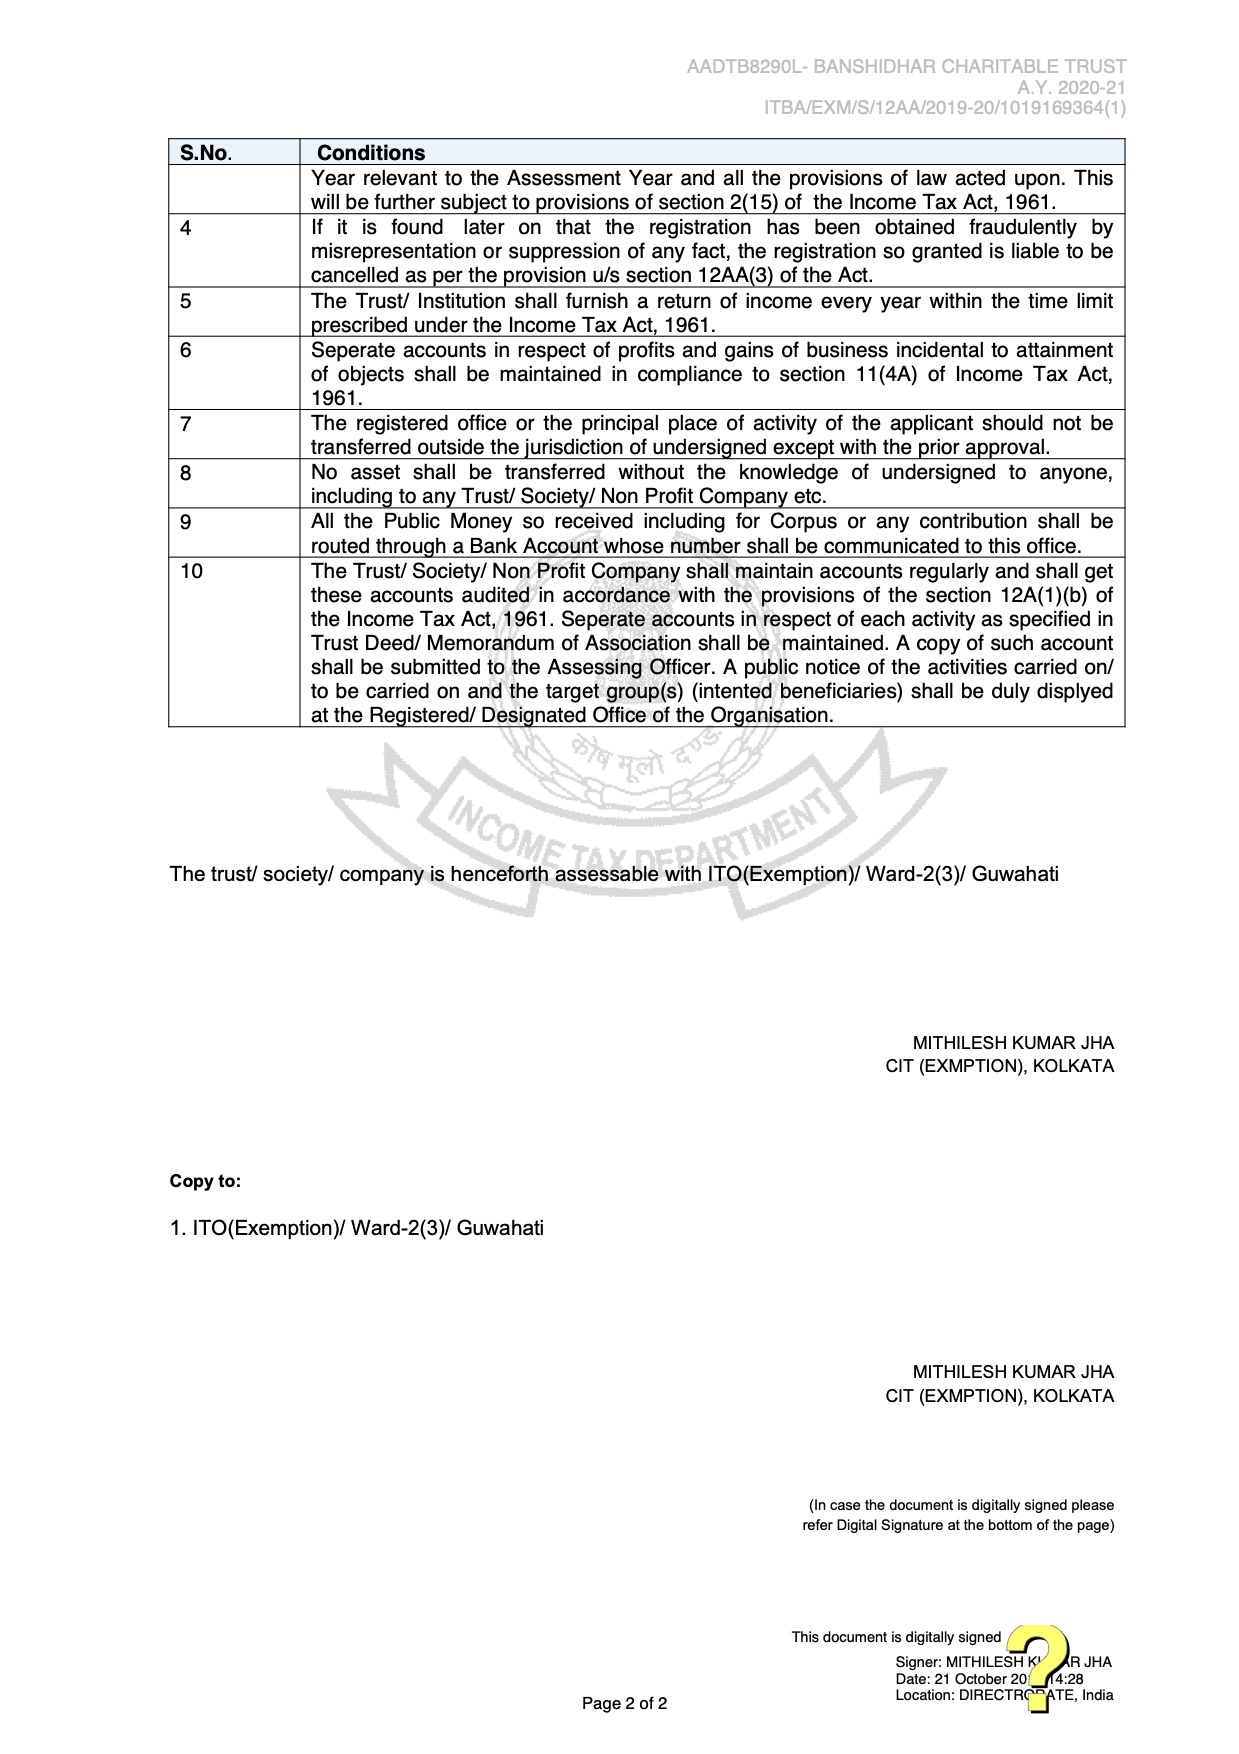 AADTB8290L- BANSHIDHAR CHARITABLE TRUST
A.Y. 2020-21
ITBA/EXM/S/12AA/2019-20/1019169364(1)
S.No. Conditions
Year relevant to the Assessment Year and all the provisions of law acted upon. This
will be further subject to provisions of section 2(15) of the Income Tax Act, 1961.
4 If it is found later on that the registration has been obtained fraudulently by
misrepresentation or suppression of any fact, the registration so granted is liable to be
cancelled as per the provision u/s section 12AA(3) of the Act.
5 The Trust/ Institution shall furnish a return of income every year within the time limit
prescribed under the Income Tax Act, 1961.
6 Seperate accounts in respect of profits and gains of business incidental to attainment
of objects shall be maintained in compliance to section 11(4A) of Income Tax Act,
1961.
7 The registered office or the principal place of activity of the applicant should not be
transferred outside the jurisdiction of undersigned except with the prior approval.
8 No asset shall be transferred without the knowledge of undersigned to anyone,
including to any Trust/ Society/ Non Profit Company etc.
9 All the Public Money so received including for Corpus or any contribution shall be
routed through a Bank Account whose number shall be communicated to this office.
10 The Trust/ Society/ Non Profit Company shall maintain accounts regularly and shall get
these accounts audited in accordance with the provisions of the section 12A(1)(b) of
the Income Tax Act, 1961. Seperate accounts in respect of each activity as specified in
Trust Deed/ Memorandum of Association shall be maintained. A copy of such account
shall be submitted to the Assessing Officer. A public notice of the activities carried on/
to be carried on and the target group(s) (intented beneficiaries) shall be duly displyed
at the Registered/ Designated Office of the Organisation.
कोष मूलो दण्ड:
INCOME TAX DEPARTMENT
The trust/ society/ company is henceforth assessable with ITO(Exemption)/ Ward-2(3)/ Guwahati
MITHILESH KUMAR JHA
CIT (EXMPTION), KOLKATA
Copy to:
1. ITO(Exemption)/ Ward-2(3)/ Guwahati
MITHILESH KUMAR JHA
CIT (EXMPTION), KOLKATA
(In case the document is digitally signed please
refer Digital Signature at the bottom of the page)
This document is digitally signed
Signer: MITHILESH JHA
Date: 21 October
Location: India
Page 2 of 2